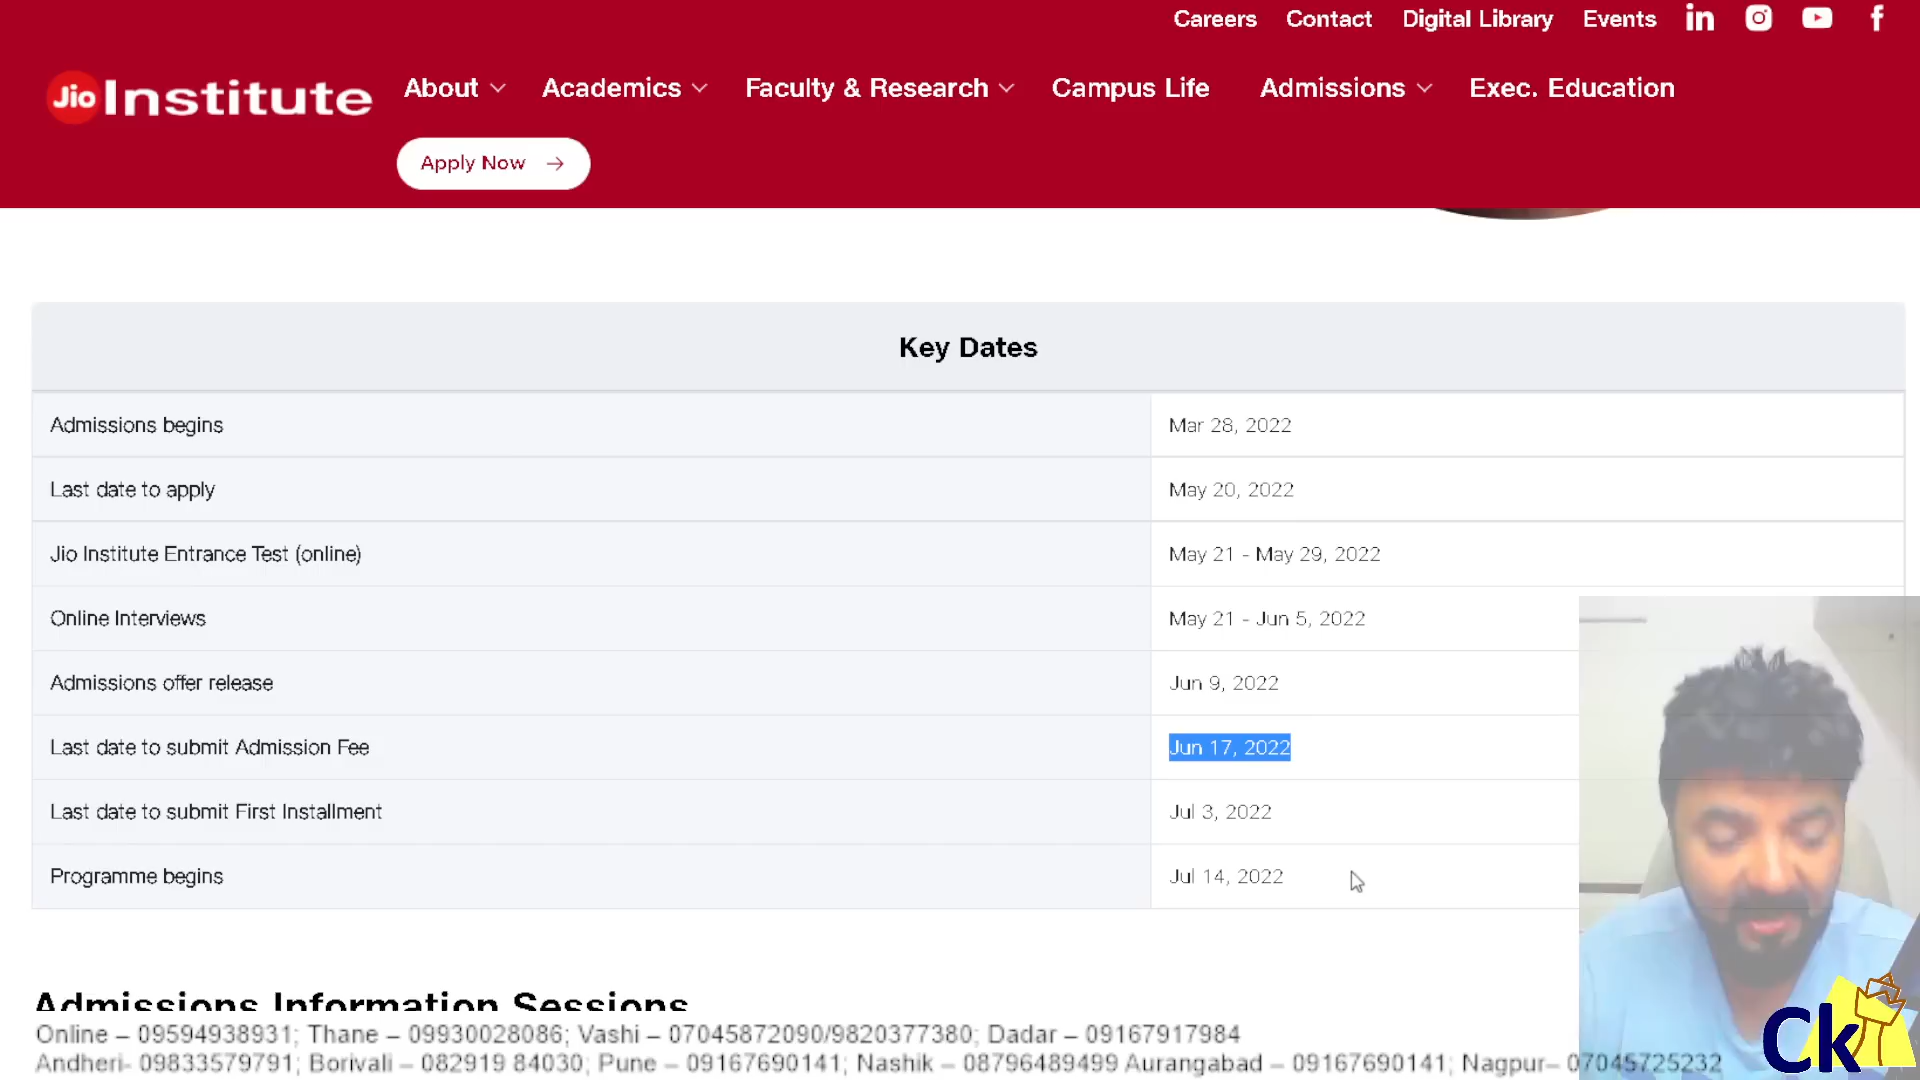 Careers Contact Digital Library Events
Jio Institute About Academics Faculty & Research Campus Life Admissions Exec. Education
Apply Now
Key Dates
Admissions begins Mar 28, 2022
Last date to apply May 20, 2022
Jio Institute Entrance Test (online) May 21 - May 29, 2022
Online Interviews May 21 - Jun 5, 2022
Admissions offer release Jun 9, 2022
Last date to submit Admission Fee Jun 17, 2022
Last date to submit First Installment Jul 3, 2022
Programme begins Jul 14, 2022
Admissions Information Sessions
Online – 09594938931; Thane – 09930028086; Vashi – 07045872090/9820377380; Dadar – 09167917984
Andheri- 09833579791; Borivali – 082919 84030; Pune – 09167690141; Nashik – 08796489499 Aurangabad – 09167690141; Nagpur– 07045725232
Ck